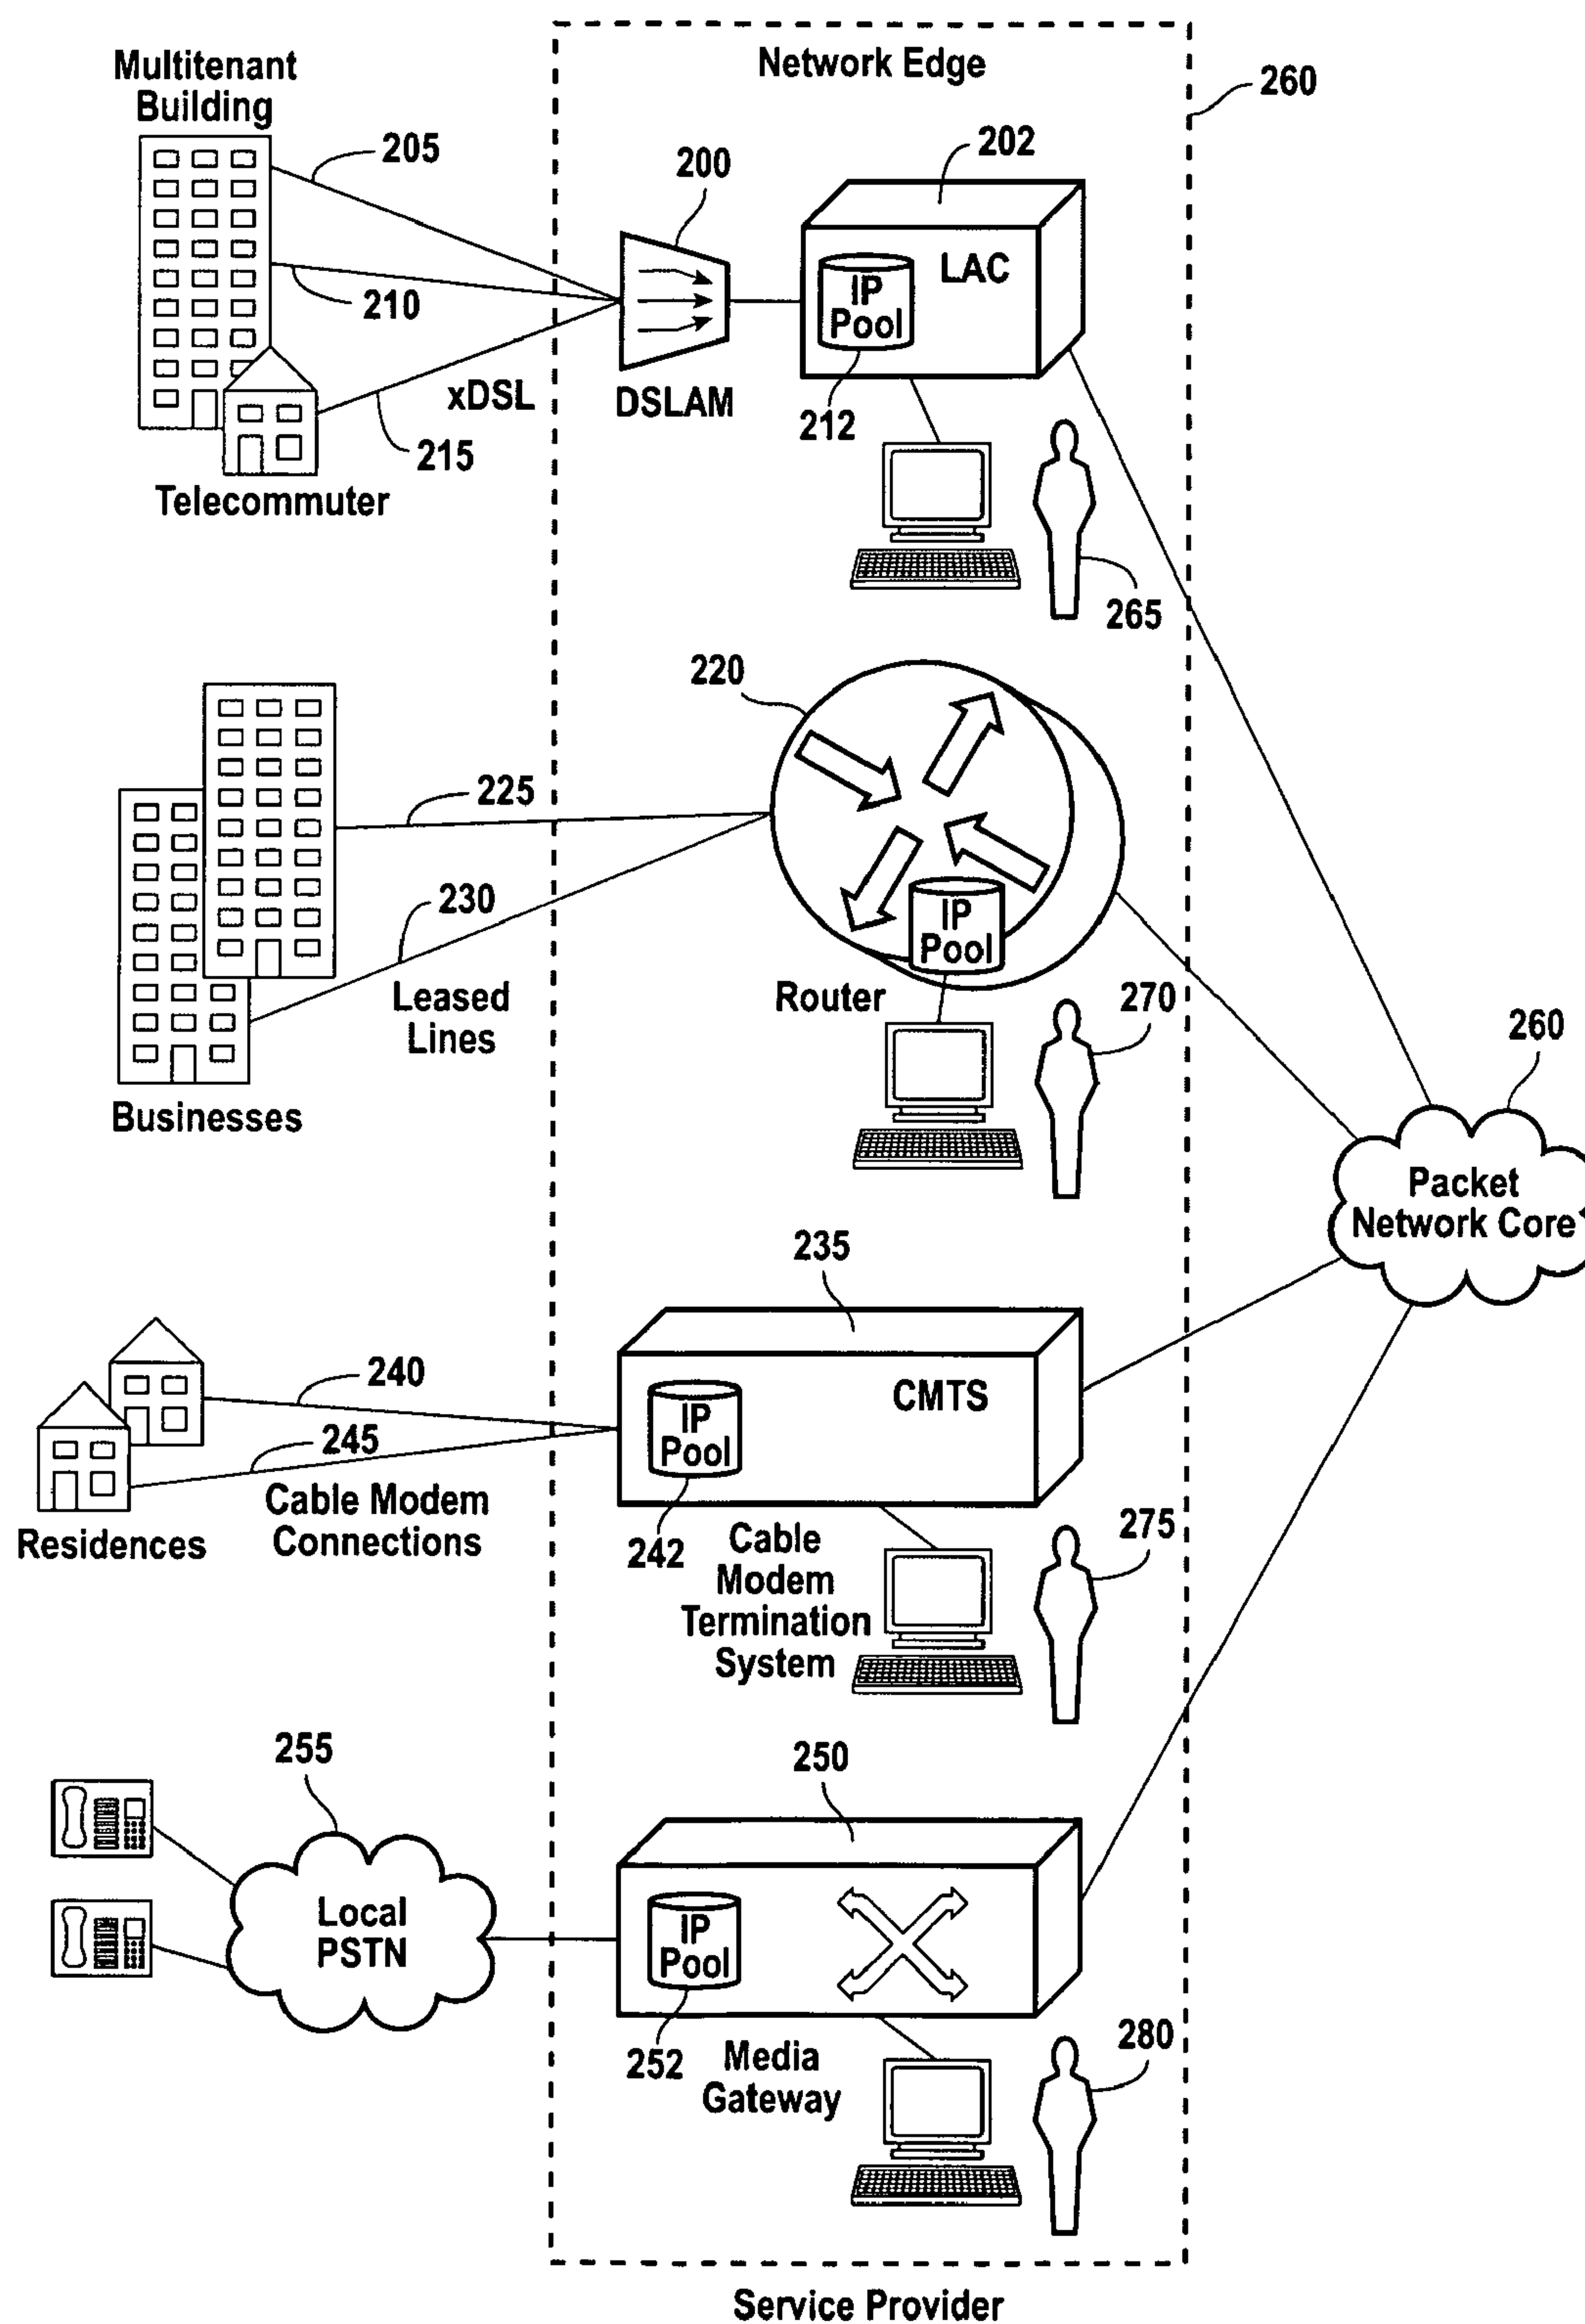 Network Edge
260
Multitenant
Building
205
200
202
LAC
IP
Pool
210
xDSL
DSLAM
212
215
Telecommuter
265
220
225
230
IP
Pool
Leased
Lines
Router
270
Businesses
260
Packet
Network Core
235
240
CMTS
IP
Pool
245
Cable Modem
Connections
Residences
242
Cable
Modem
Termination
System
275
255
250
Local
PSTN
IP
Pool
252
Media
Gateway
280
Service Provider